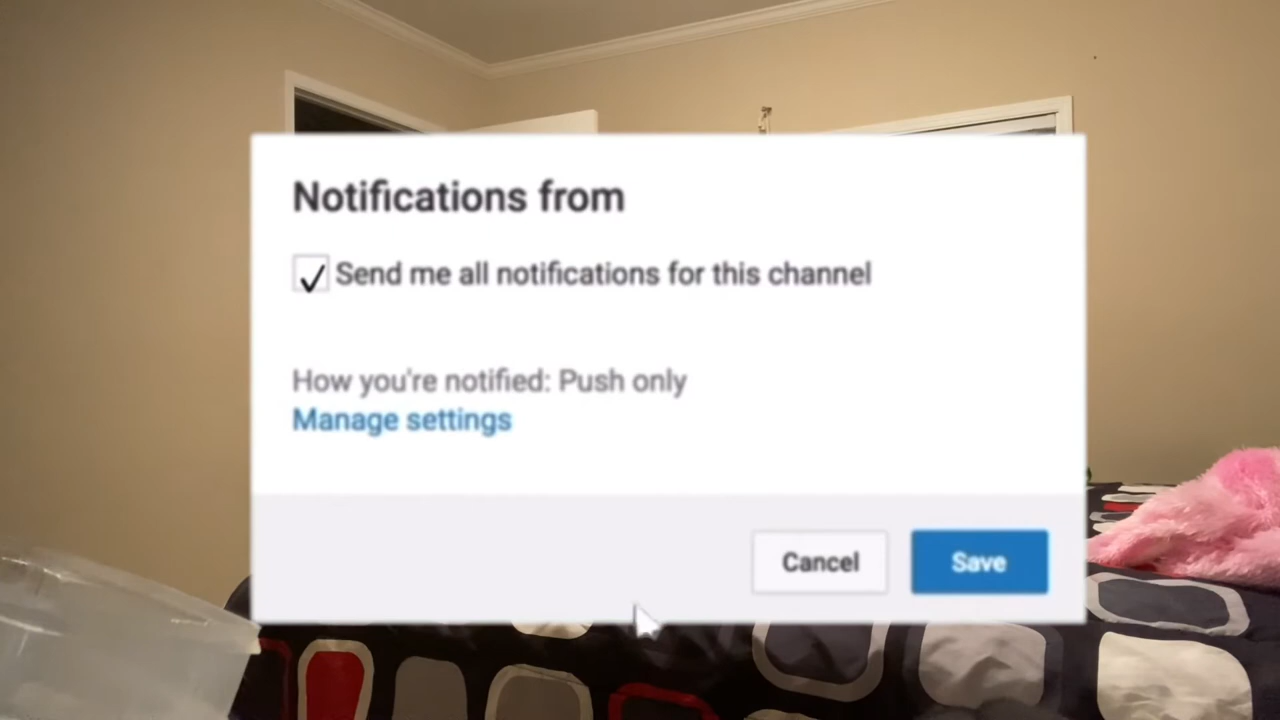 Notifications from
Send me all notifications for this channel
How you're notified: Push only
Manage settings
Cancel
Save